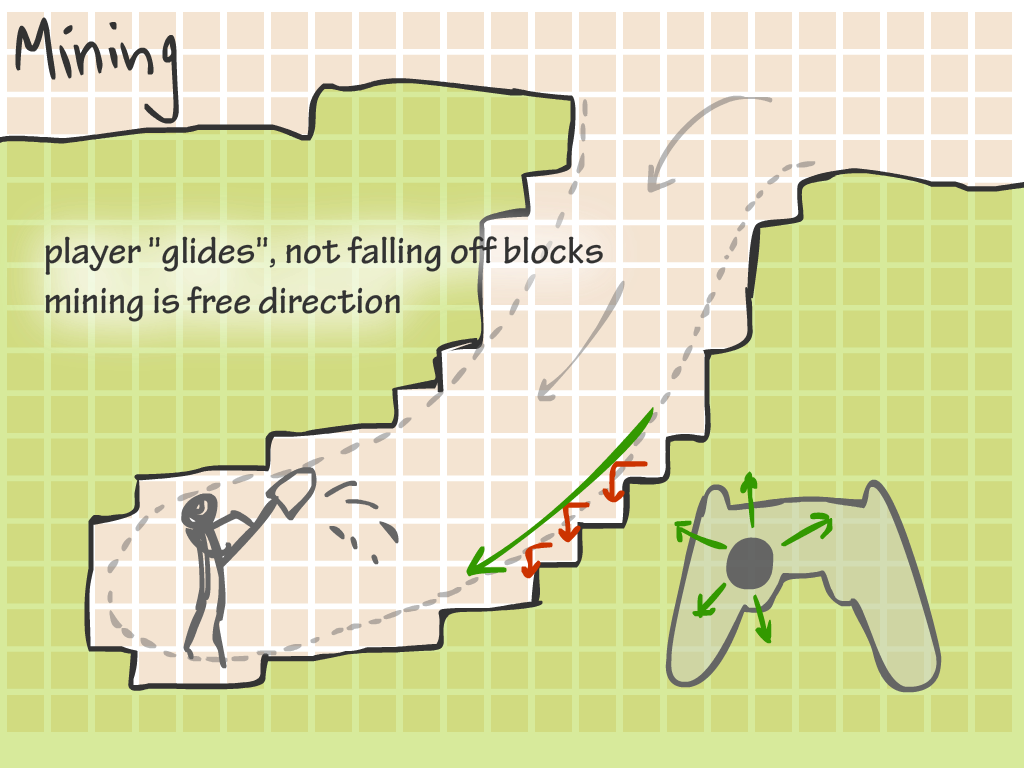 Mining
player "glides", not falling off blocks
mining is free direction